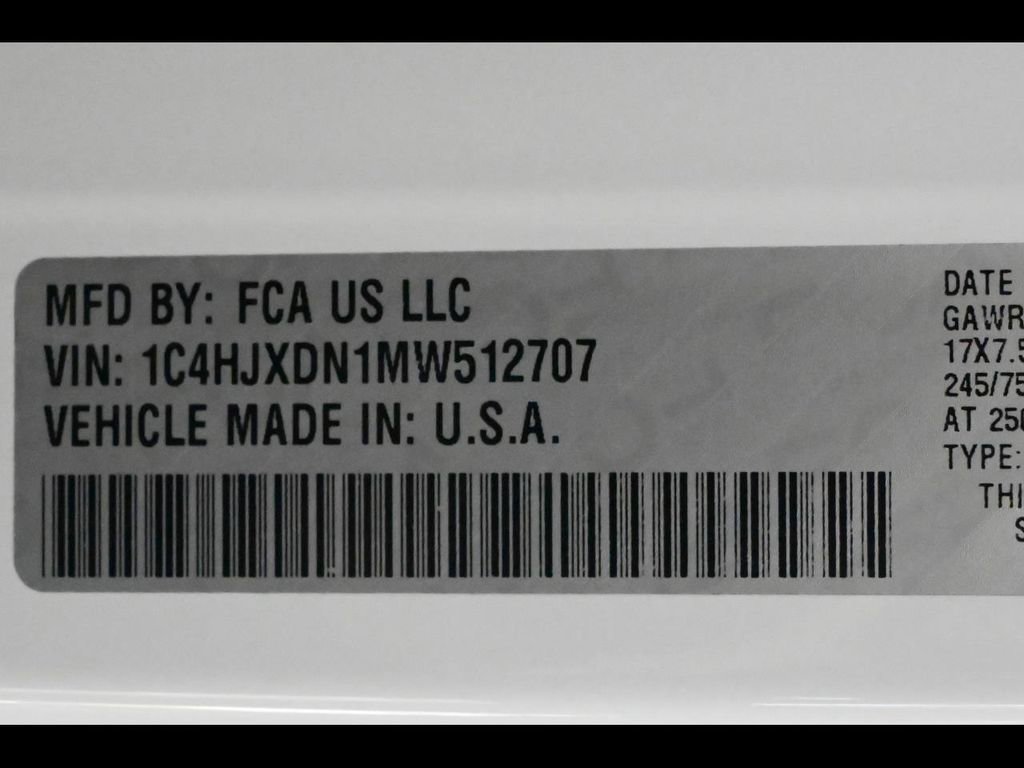 MFD BY: FCA US LLC
VIN: 1C4HJXDN1MW512707
VEHICLE MADE IN: U.S.A.
DATE
GAWR
17X7.5
245/75
AT 250
TYPE:
THI
S